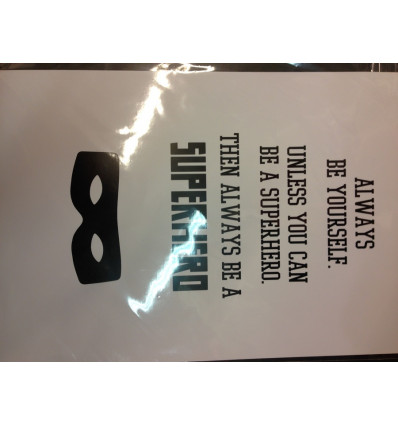 ALWAYS
BE YOURSELF.
UNLESS YOU CAN
BE A SUPERHERO.
THEN ALWAYS BE A
SUPERHERO